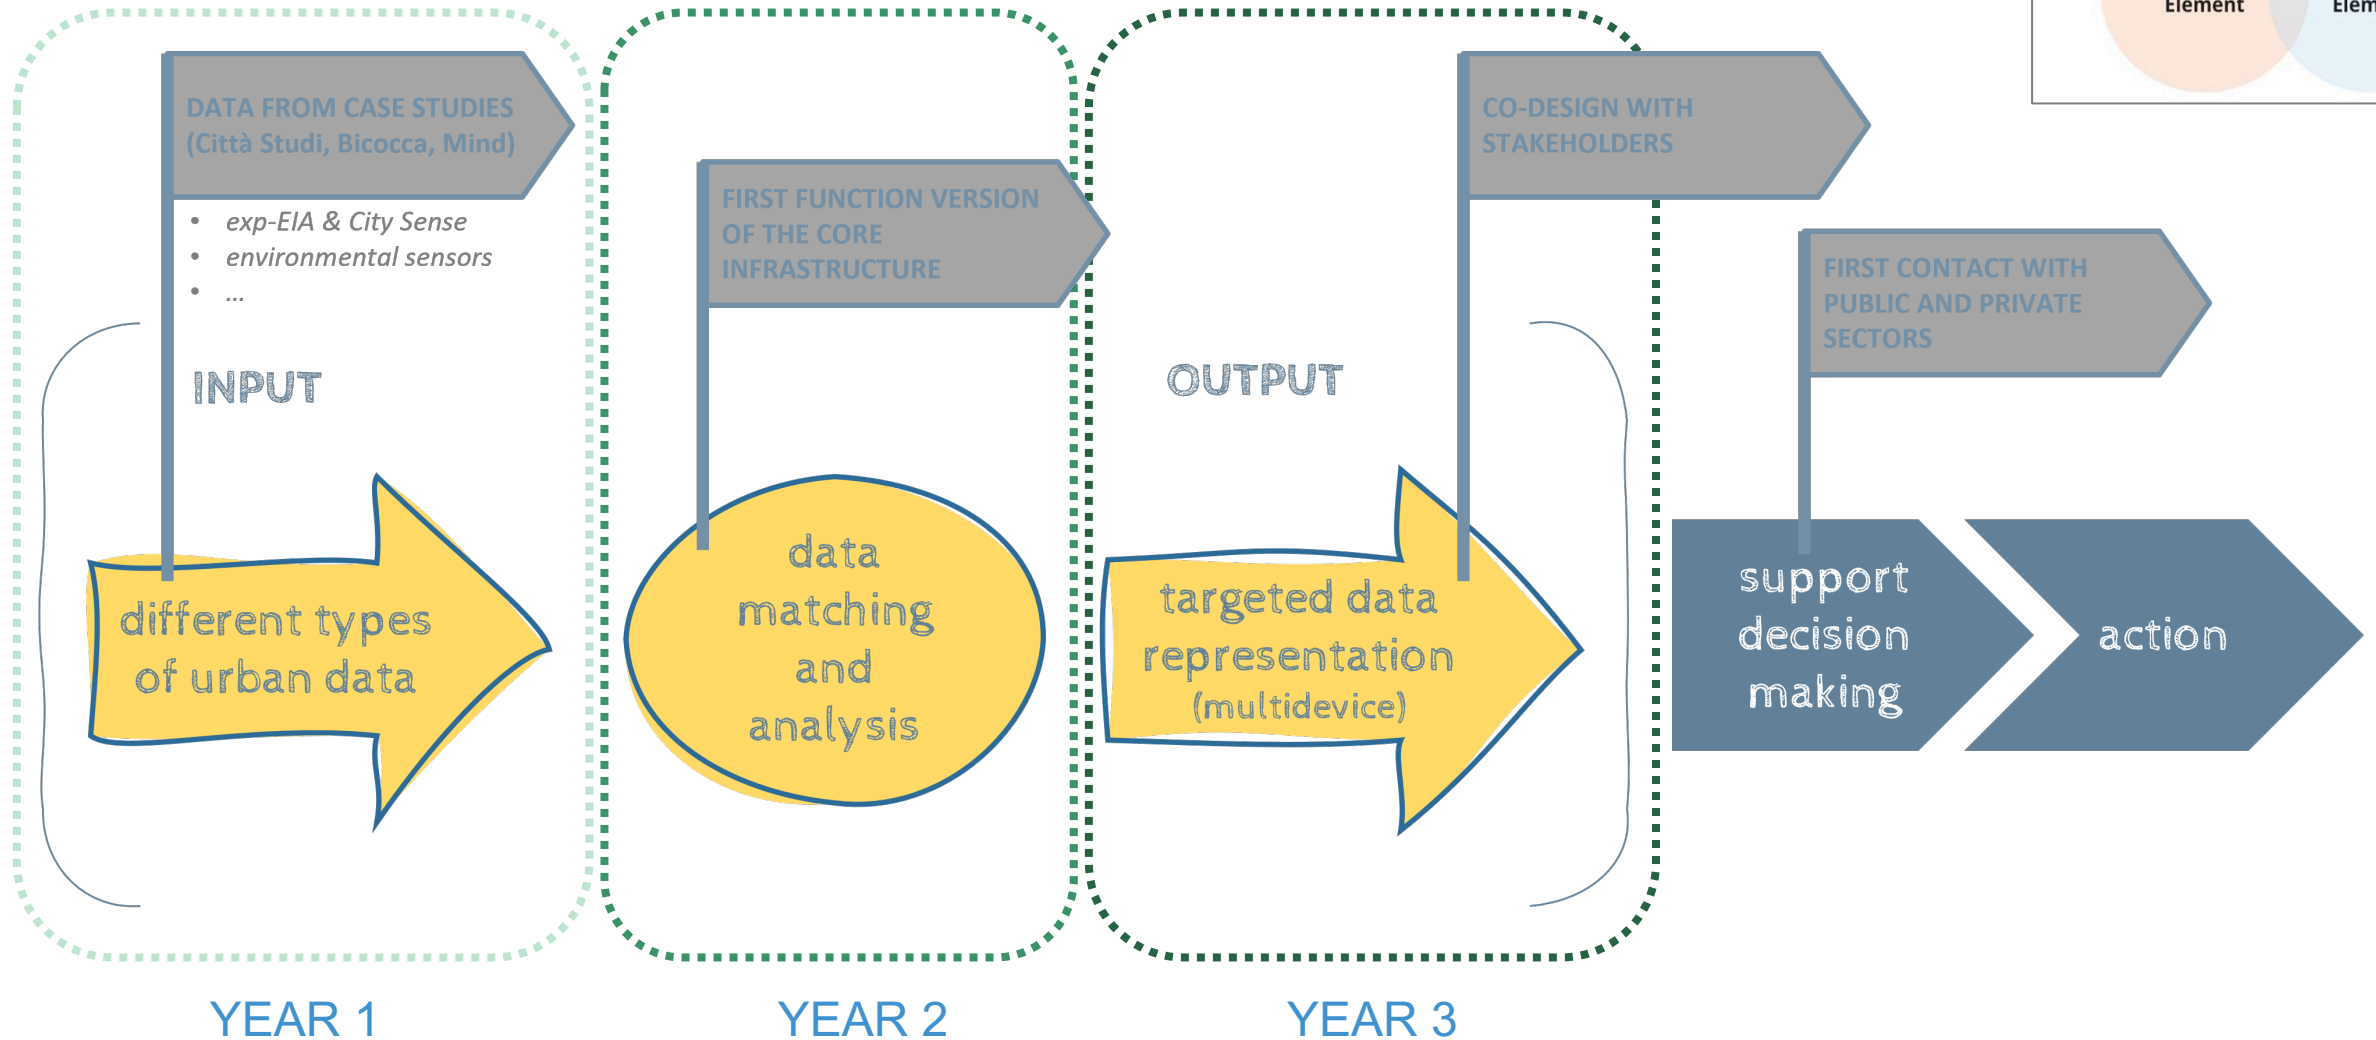 Element
DATA FROM CASE STUDIES
(Città Studi, Bicocca, Mind)
• exp-EIA & City Sense
• environmental sensors
• ...
INPUT
different types
of urban data
FIRST FUNCTION VERSION
OF THE CORE
INFRASTRUCTURE
data
matching
and
analysis
CO-DESIGN WITH
STAKEHOLDERS
OUTPUT
targeted data
representation
(multidevice)
FIRST CONTACT WITH
PUBLIC AND PRIVATE
SECTORS
support
decision
making
action
YEAR 1
YEAR 2
YEAR 3